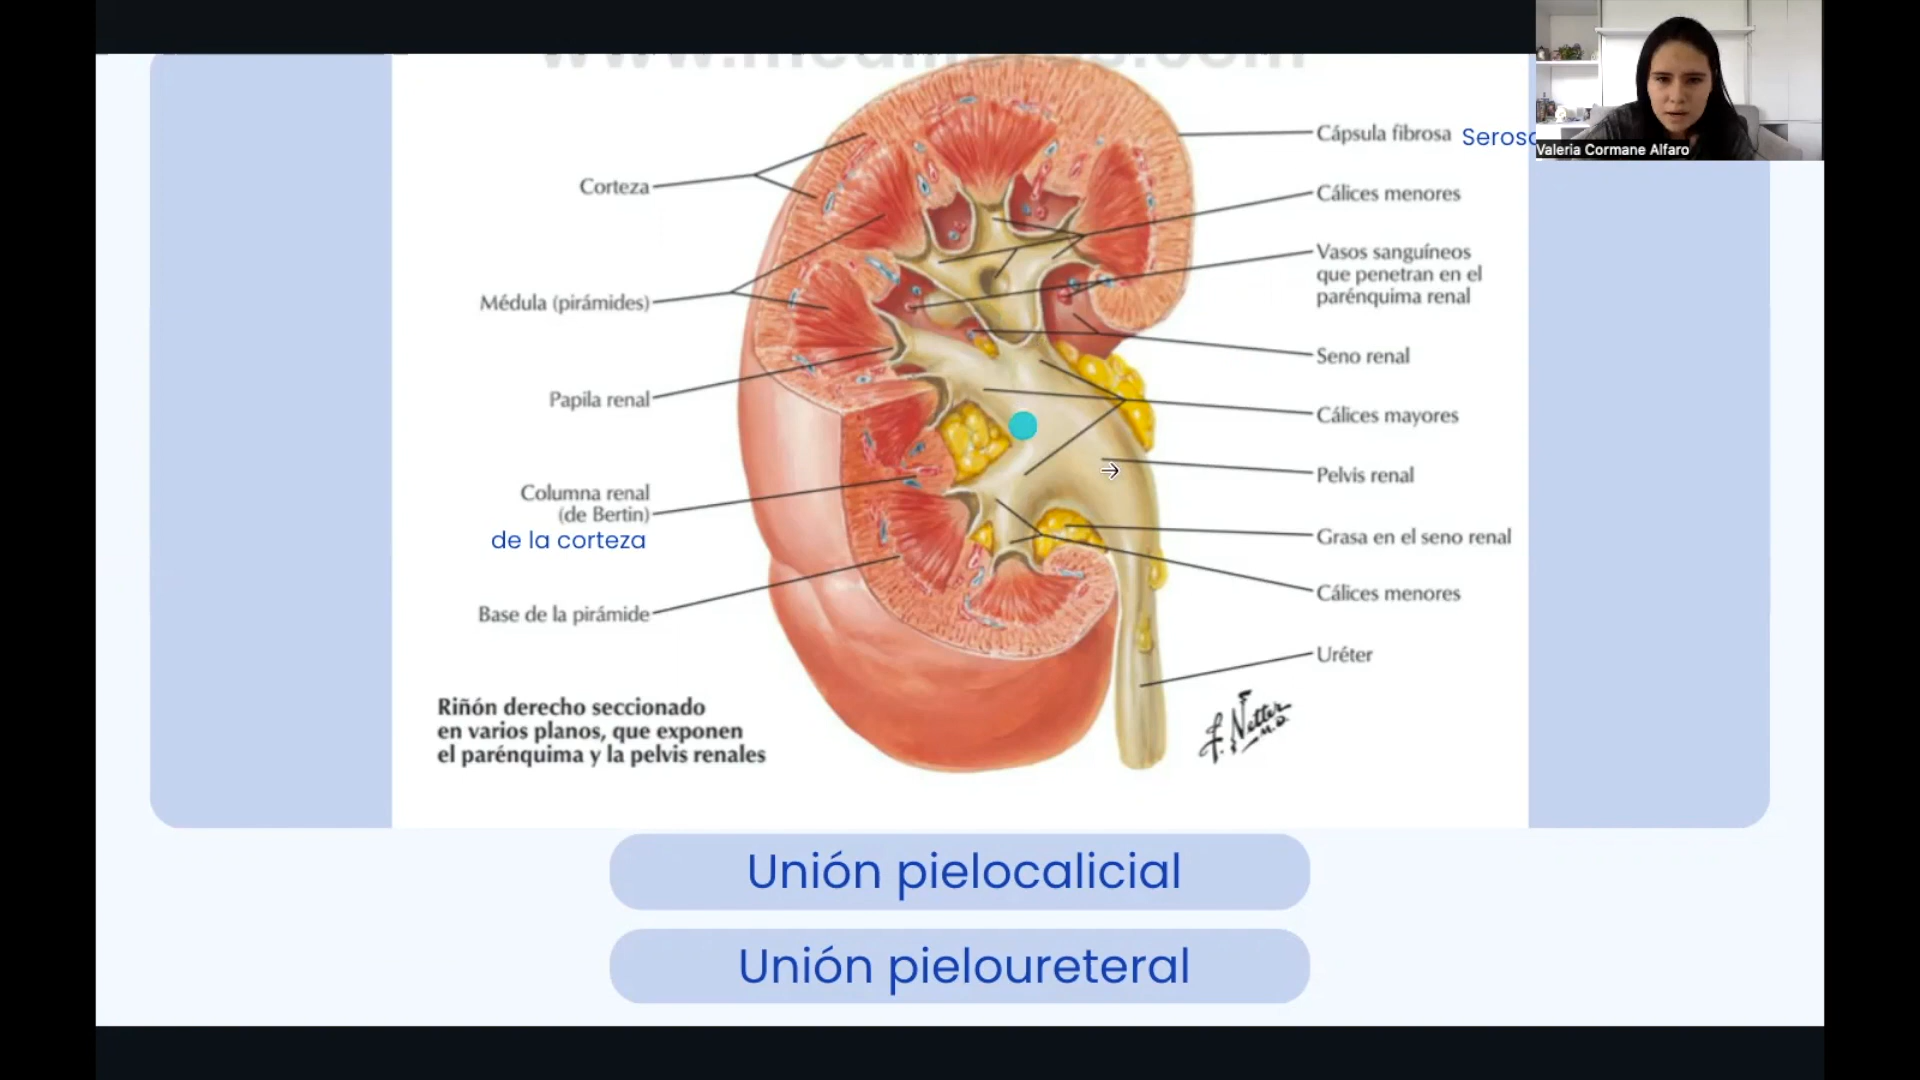 Valeria Cormane Alfaro
Cápsula fibrosa
Corteza
Cálices menores
Vasos sanguíneos
que penetran en el
parénquima renal
Médula (pirámides)
Seno renal
Papila renal
Cálices mayores
Pelvis renal
Columna renal
(de Bertin)
de la corteza
Grasa en el seno renal
Cálices menores
Base de la pirámide
Uréter
Riñón derecho seccionado
en varios planos, que exponen
el parénquima y la pelvis renales
F. Netter
M.D.
Unión pielocalicial
Unión pieloureteral